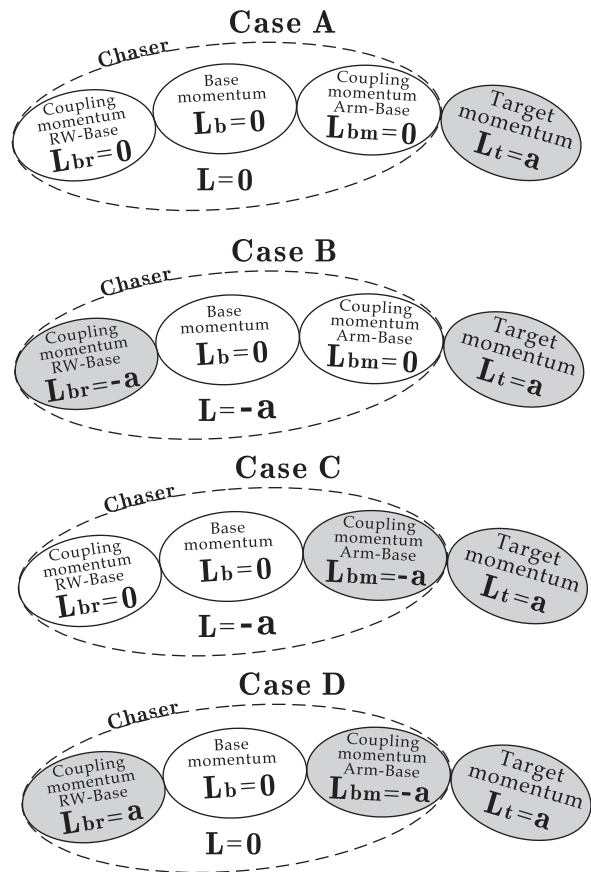 Case A
Chaser
Coupling
momentum
RW-Base
Lbr=0
Base
momentum
Lb=0
Coupling
momentum
Arm-Base
Lbm=0
Target
momentum
Lt=a
L=0
Case B
Chaser
Coupling
momentum
RW-Base
Lbr=-a
Base
momentum
Lb=0
Coupling
momentum
Arm-Base
Lbm=0
Target
momentum
Lt=a
L=-a
Case C
Chaser
Coupling
momentum
RW-Base
Lbr=0
Base
momentum
Lb=0
Coupling
momentum
Arm-Base
Lbm=-a
Target
momentum
Lt=a
L=-a
Case D
Chaser
Coupling
momentum
RW-Base
Lbr=a
Base
momentum
Lb=0
Coupling
momentum
Arm-Base
Lbm=-a
Target
momentum
Lt=a
L=0